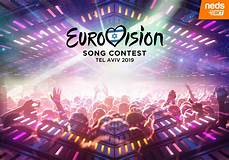 neds
EUROVISION
SONG CONTEST
TEL AVIV 2019